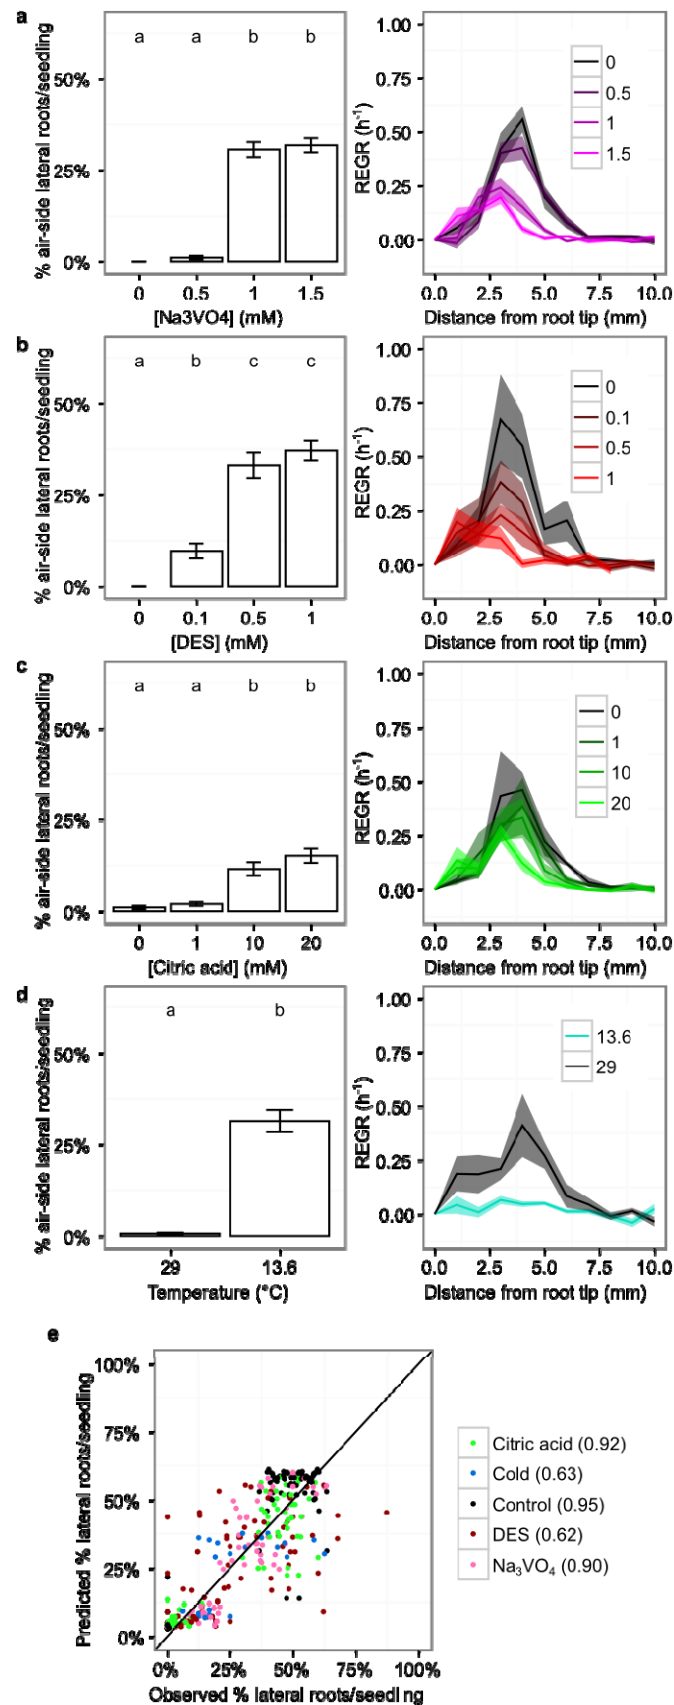 a
% air-side lateral roots/seedling
50%
25%
0%
a a b b
0 0.5 1 1.5
[Na3VO4] (mM)
REGR (h-1)
1.00
0.75
0.50
0.25
0.00
0
0.5
1
1.5
0.0 2.5 5.0 7.5 10.0
Distance from root tip (mm)
b
% air-side lateral roots/seedling
50%
25%
0%
a b c c
0 0.1 0.5 1
[DES] (mM)
REGR (h-1)
1.00
0.75
0.50
0.25
0.00
0
0.1
0.5
1
0.0 2.5 5.0 7.5 10.0
Distance from root tip (mm)
c
% air-side lateral roots/seedling
50%
25%
0%
a a b b
0 1 10 20
[Citric acid] (mM)
REGR (h-1)
1.00
0.75
0.50
0.25
0.00
0
1
10
20
0.0 2.5 5.0 7.5 10.0
Distance from root tip (mm)
d
% air-side lateral roots/seedling
50%
25%
0%
a b
29 13.6
Temperature (°C)
REGR (h-1)
1.00
0.75
0.50
0.25
0.00
13.6
29
0.0 2.5 5.0 7.5 10.0
Distance from root tip (mm)
e
Predicted % lateral roots/seedling
100%
75%
50%
25%
0%
0% 25% 50% 75% 100%
Observed % lateral roots/seedling
Citric acid (0.92)
Cold (0.63)
Control (0.95)
DES (0.62)
Na3VO4 (0.90)